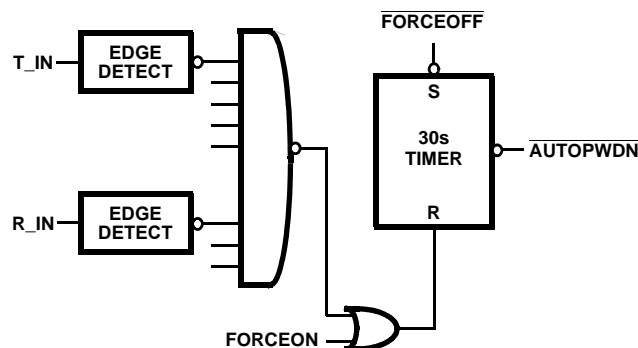 FORCEOFF
T_IN
EDGE
DETECT
S
30s
TIMER
AUTOPWDN
R_IN
EDGE
DETECT
R
FORCEON